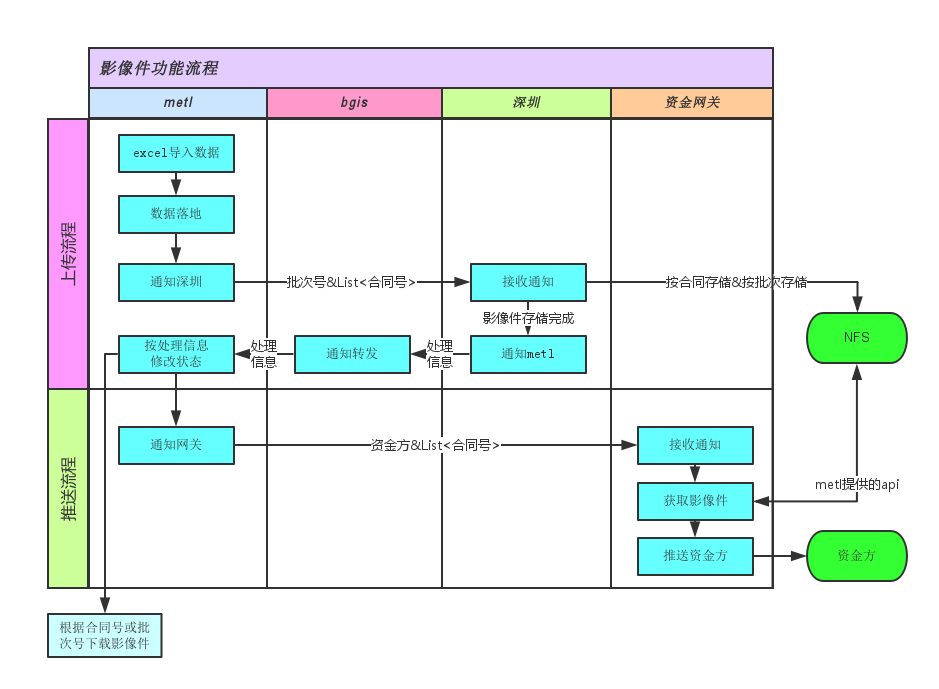 影像件功能流程
metl
bgis
深圳
资金网关
上传流程
excel导入数据
数据落地
通知深圳
批次号&List<合同号>
接收通知
按合同存储&按批次存储
影像件存储完成
NFS
按处理信息
修改状态
处理
信息
通知转发
处理
信息
通知metl
推送流程
通知网关
资金方&List<合同号>
接收通知
metl提供的api
获取影像件
推送资金方
资金方
根据合同号或批
次号下载影像件